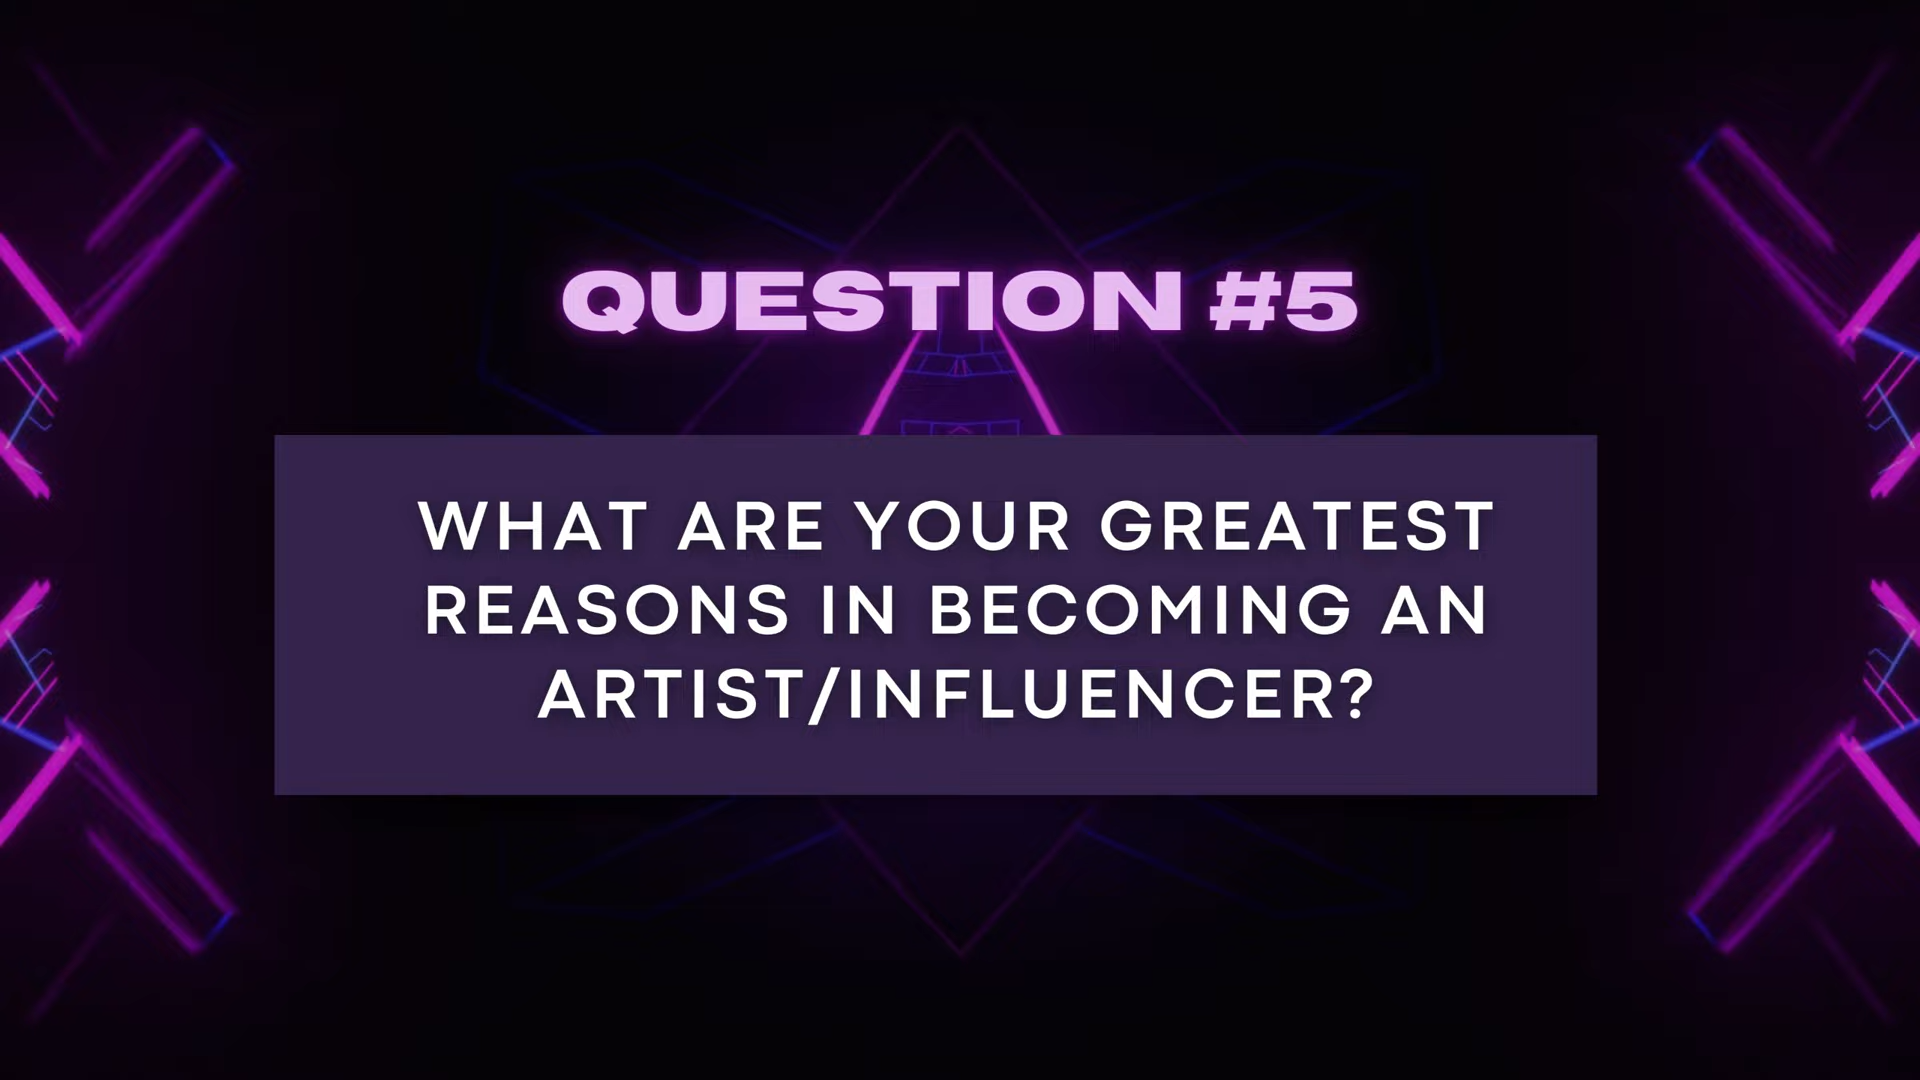 QUESTION #5
WHAT ARE YOUR GREATEST
REASONS IN BECOMING AN
ARTIST/INFLUENCER?